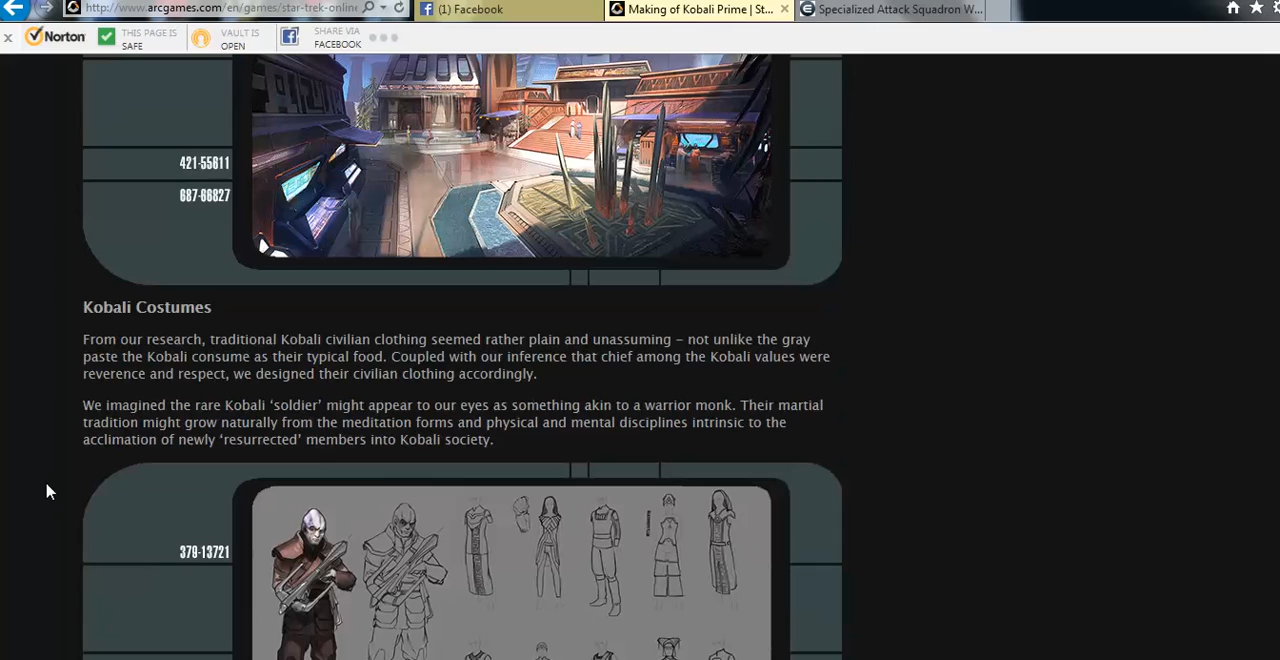 http://www.arcgames.com/en/games/star-trek-online
(1) Facebook
Making of Kobali Prime | St...
Specialized Attack Squadron W...
Norton
THIS PAGE IS
SAFE
VAULT IS
OPEN
SHARE VIA
FACEBOOK
421-55611
687-66827
Kobali Costumes
From our research, traditional Kobali civilian clothing seemed rather plain and unassuming – not unlike the gray
paste the Kobali consume as their typical food. Coupled with our inference that chief among the Kobali values were
reverence and respect, we designed their civilian clothing accordingly.
We imagined the rare Kobali ‘soldier’ might appear to our eyes as something akin to a warrior monk. Their martial
tradition might grow naturally from the meditation forms and physical and mental disciplines intrinsic to the
acclimation of newly ‘resurrected’ members into Kobali society.
379-13721